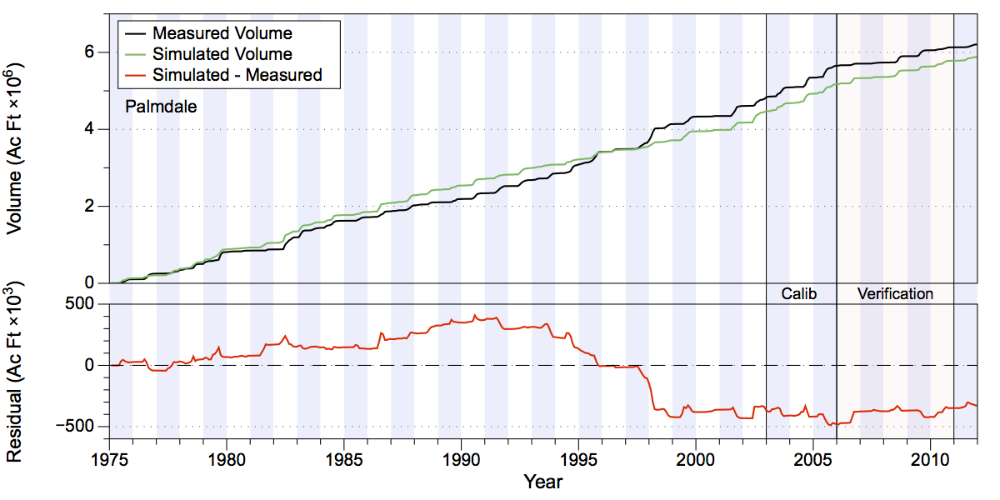 Measured Volume
Simulated Volume
Simulated - Measured
Palmdale
Volume (Ac Ft ×10⁶)
6
4
2
0
Calib
Verification
Residual (Ac Ft ×10³)
500
0
−500
1975 1980 1985 1990 1995 2000 2005 2010
Year